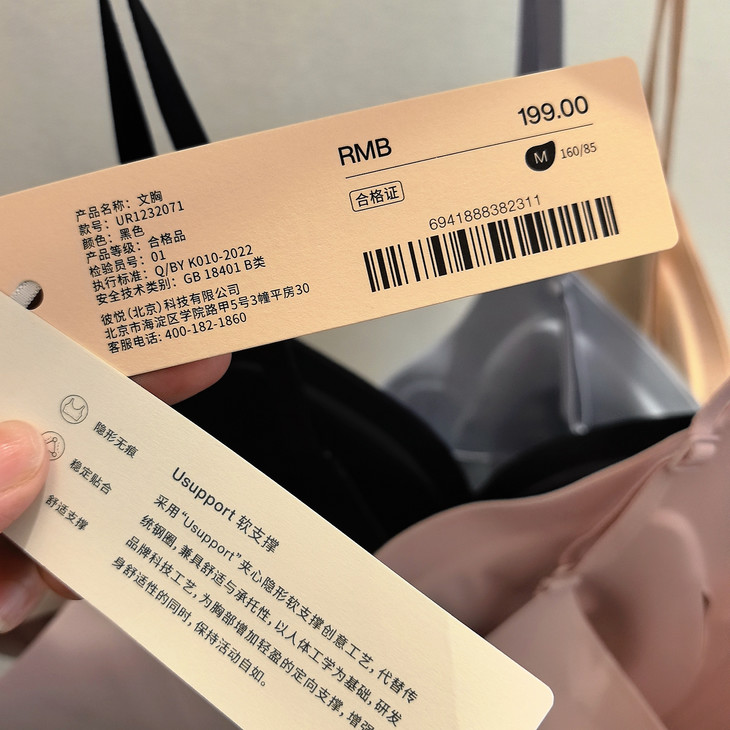 RMB
199.00
M
160/85
合格证
6941888382311
产品名称: 文胸
款号: UR1232071
颜色: 黑色
产品等级: 合格品
检验员号: 01
执行标准: Q/BY K010-2022
安全技术类别: GB 18401 B类
彼悦(北京)科技有限公司
北京市海淀区学院路甲5号3幢平房30
客服电话: 400-182-1860
隐形无痕
稳定贴合
舒适支撑
Usupport 软支撑
采用“Usupport”夹心隐形软支撑创意工艺, 代替传
统钢圈, 兼具舒适与承托性, 以人体工学为基础, 研发
品牌科技工艺, 为胸部增加轻盈的定向支撑, 增强
身舒适性的同时, 保持活动自如。